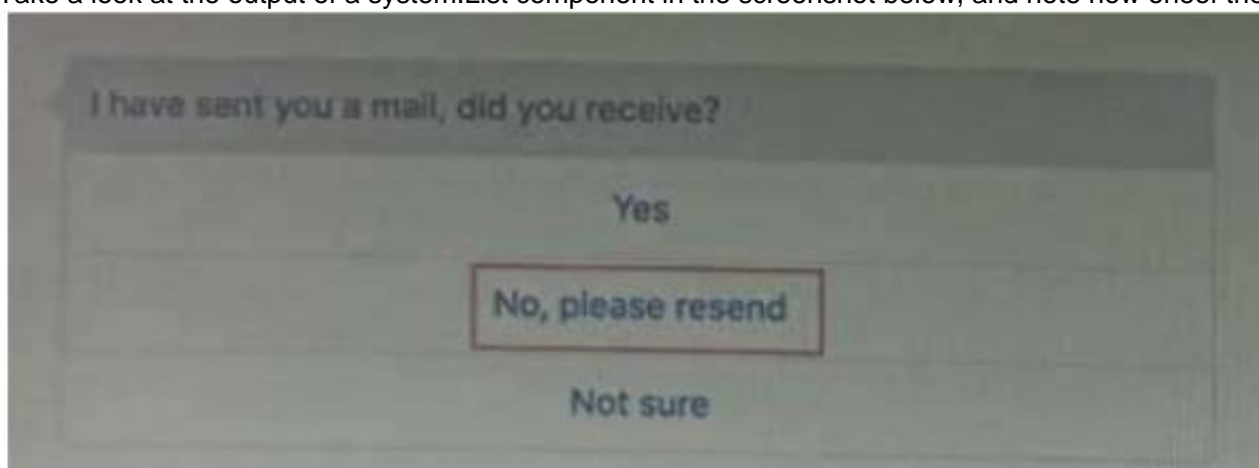 I have sent you a mail, did you receive?
Yes
No, please resend
Not sure